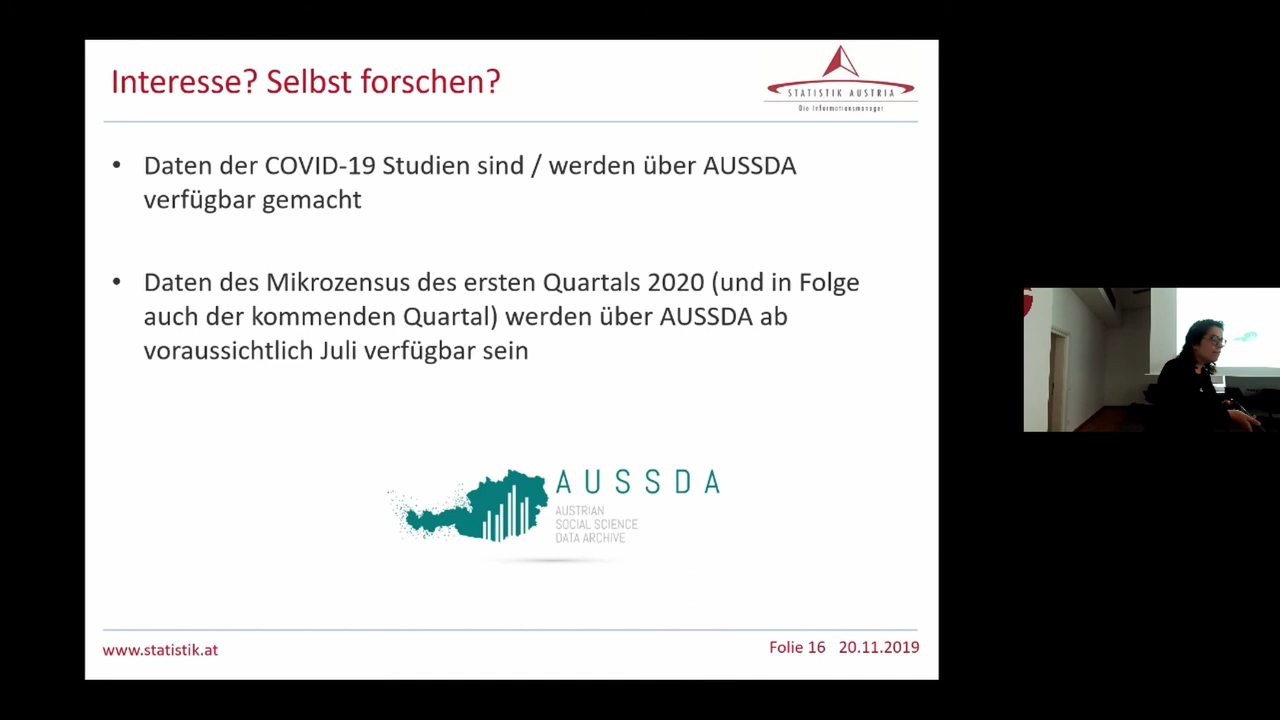 Interesse? Selbst forschen?
STATISTIK AUSTRIA
Die Informationsmanager
• Daten der COVID-19 Studien sind / werden über AUSSDA
verfügbar gemacht
• Daten des Mikrozensus des ersten Quartals 2020 (und in Folge
auch der kommenden Quartal) werden über AUSSDA ab
voraussichtlich Juli verfügbar sein
AUSSDA
AUSTRIAN
SOCIAL SCIENCE
DATA ARCHIVE
www.statistik.at
Folie 16 20.11.2019